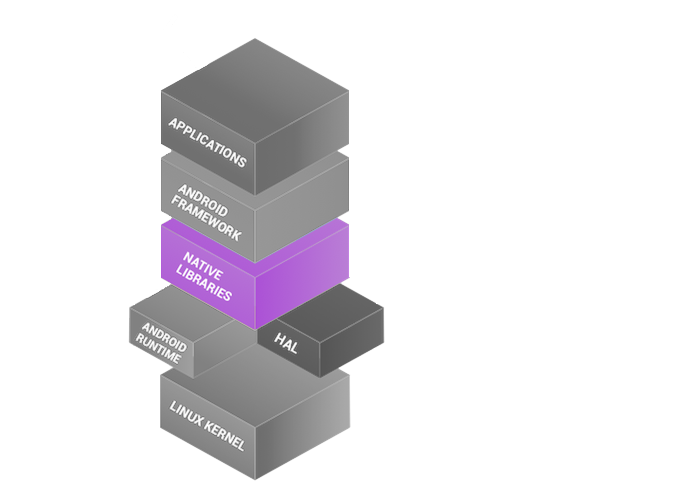 APPLICATIONS
ANDROID
FRAMEWORK
NATIVE
LIBRARIES
ANDROID
RUNTIME
HAL
LINUX KERNEL